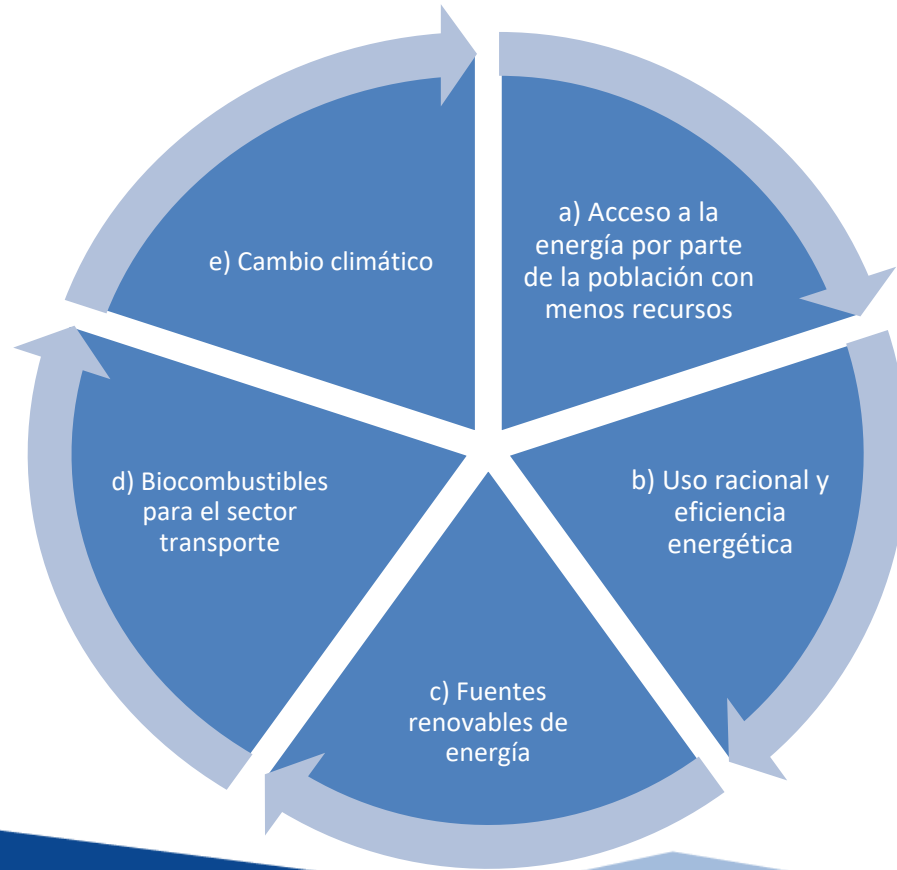 a) Acceso a la
energía por parte
de la población con
menos recursos
b) Uso racional y
eficiencia
energética
c) Fuentes
renovables de
energía
d) Biocombustibles
para el sector
transporte
e) Cambio climático